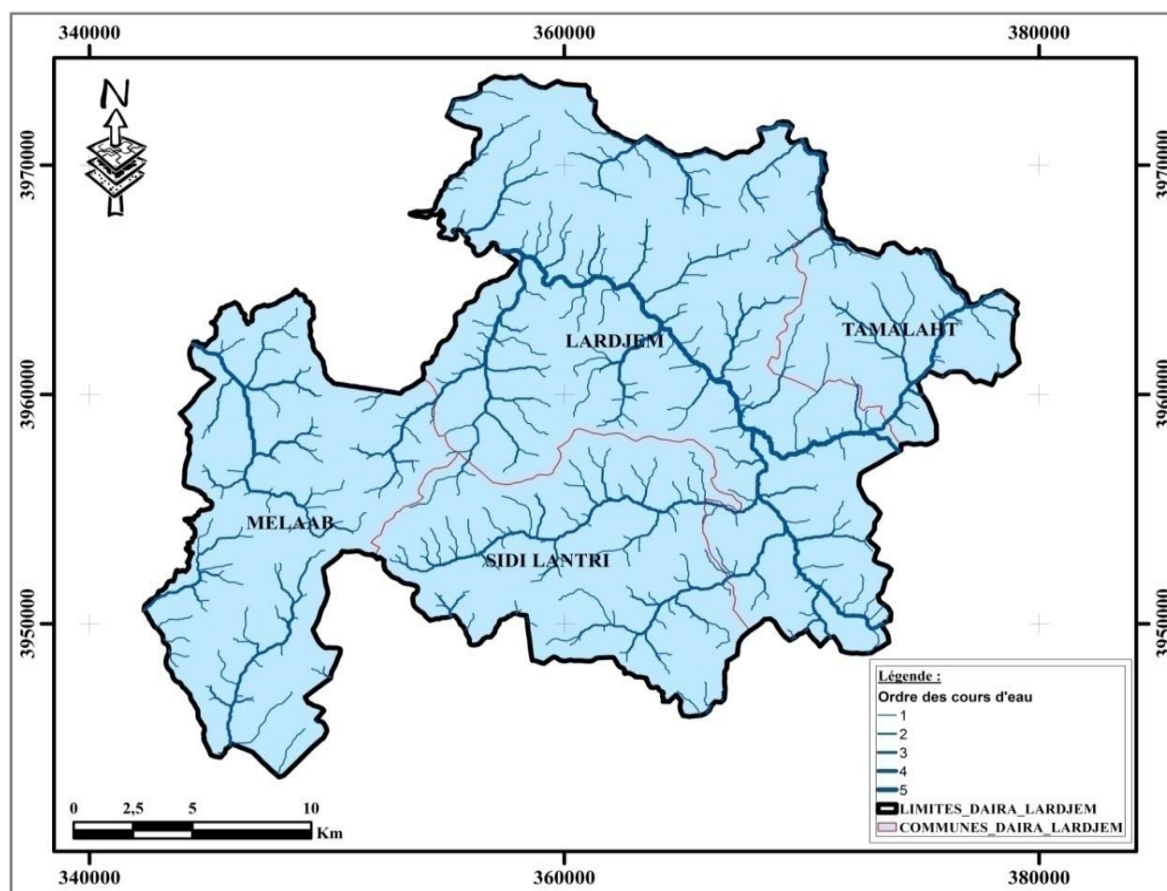 340000 360000 380000
N
3970000 3970000
LARDJEM
TAMALAHT
3960000 3960000
MELAAB
SIDI LANTRI
3950000 3950000
Légende :
Ordre des cours d'eau
1
2
3
4
5
LIMITES_DAIRA_LARDJEM
COMMUNES_DAIRA_LARDJEM
0 2,5 5 10
Km
340000 360000 380000